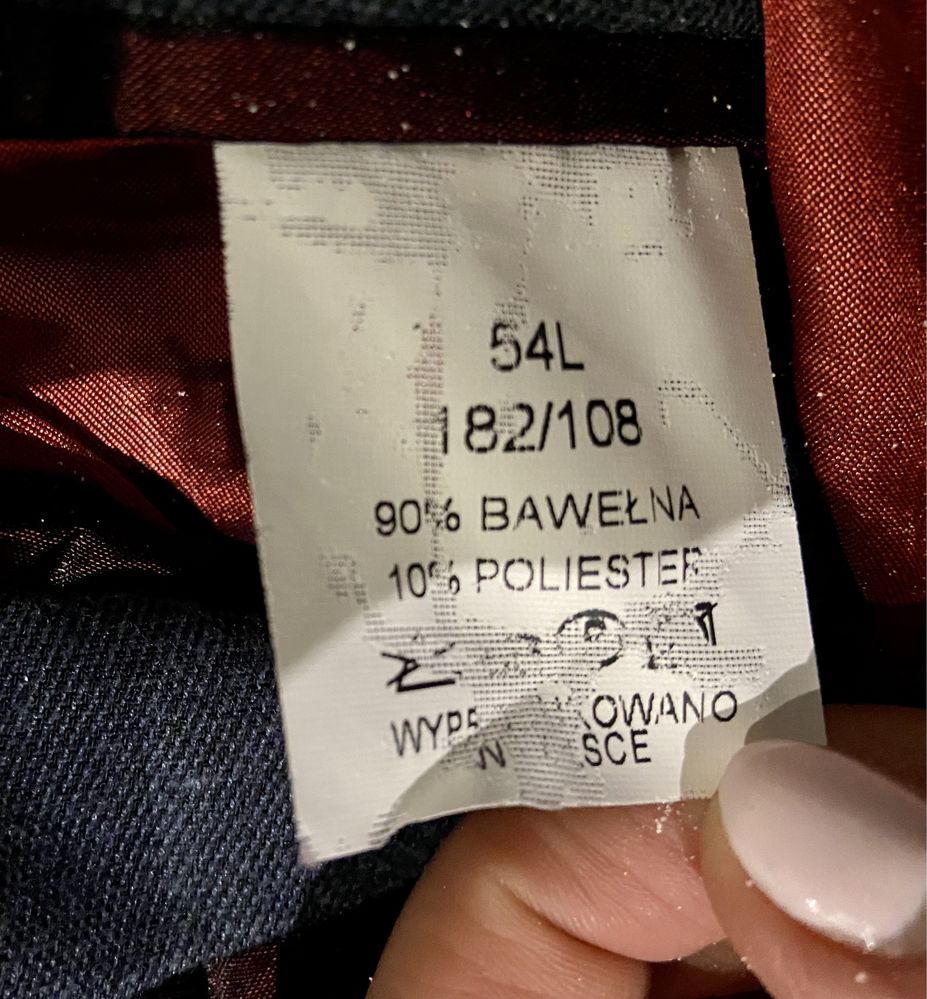 54L
182/108
90% BAWEŁNA
10% POLIESTER